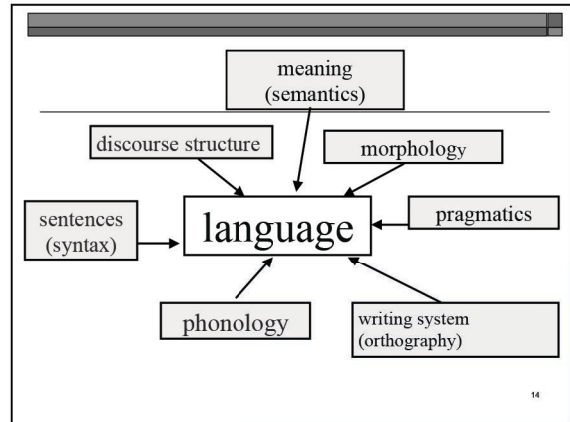 meaning
(semantics)
discourse structure
morphology
sentences
(syntax)
language
pragmatics
phonology
writing system
(orthography)
14